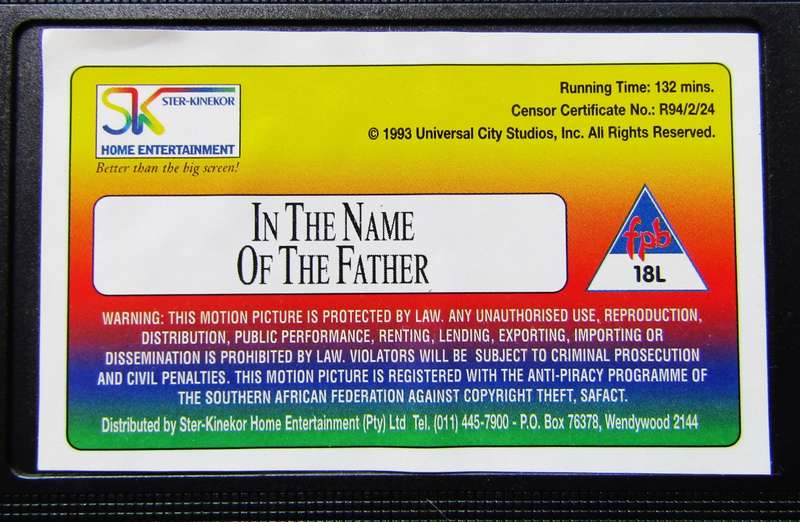 SK STER-KINEKOR
HOME ENTERTAINMENT
Better than the big screen!
Running Time: 132 mins.
Censor Certificate No.: R94/2/24
© 1993 Universal City Studios, Inc. All Rights Reserved.
IN THE NAME
OF THE FATHER
fpb
18L
WARNING: THIS MOTION PICTURE IS PROTECTED BY LAW. ANY UNAUTHORISED USE, REPRODUCTION,
DISTRIBUTION, PUBLIC PERFORMANCE, RENTING, LENDING, EXPORTING, IMPORTING OR
DISSEMINATION IS PROHIBITED BY LAW. VIOLATORS WILL BE SUBJECT TO CRIMINAL PROSECUTION
AND CIVIL PENALTIES. THIS MOTION PICTURE IS REGISTERED WITH THE ANTI-PIRACY PROGRAMME OF
THE SOUTHERN AFRICAN FEDERATION AGAINST COPYRIGHT THEFT, SAFACT.
Distributed by Ster-Kinekor Home Entertainment (Pty) Ltd Tel. (011) 445-7900 - P.O. Box 76378, Wendywood 2144